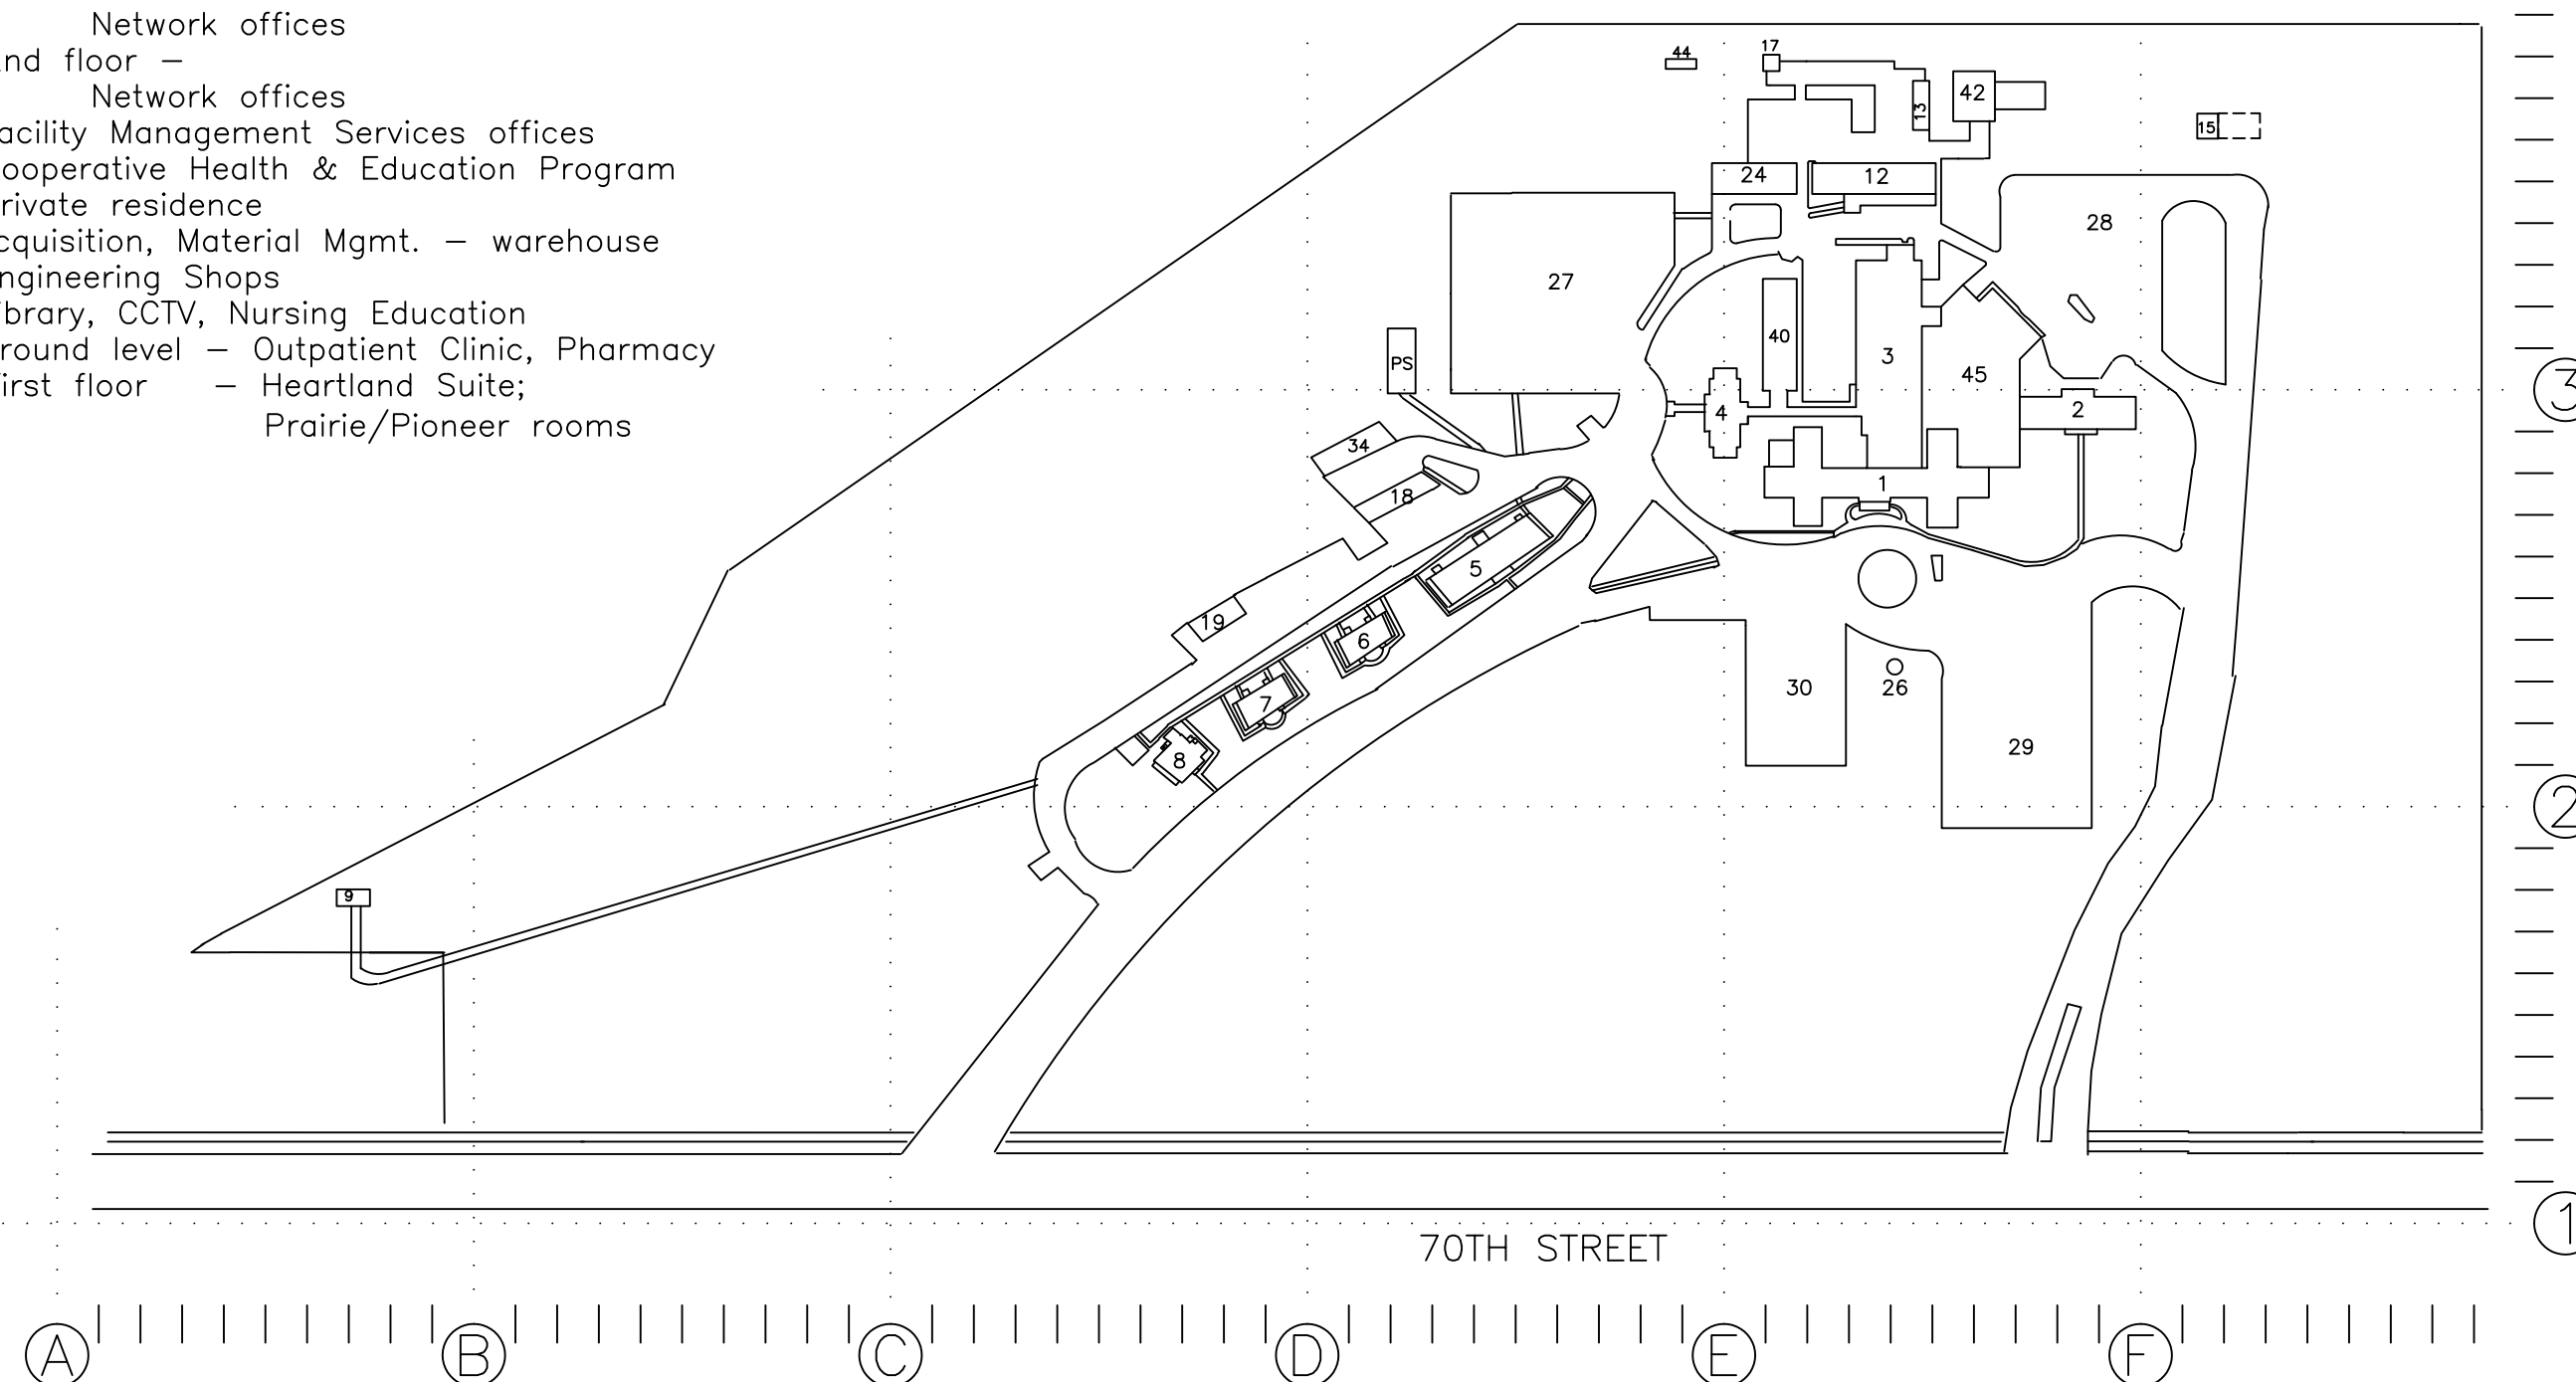 Network offices
nd floor –
Network offices
acility Management Services offices
ooperative Health & Education Program
rivate residence
cquisition, Material Mgmt. – warehouse
ngineering Shops
ibrary, CCTV, Nursing Education
round level – Outpatient Clinic, Pharmacy
irst floor – Heartland Suite;
Prairie/Pioneer rooms
44
17
42
13
15
24
12
28
27
40
PS
3
45
3
4
2
34
18
1
5
19
6
7
8
30
26
29
2
9
1
70TH STREET
A B C D E F